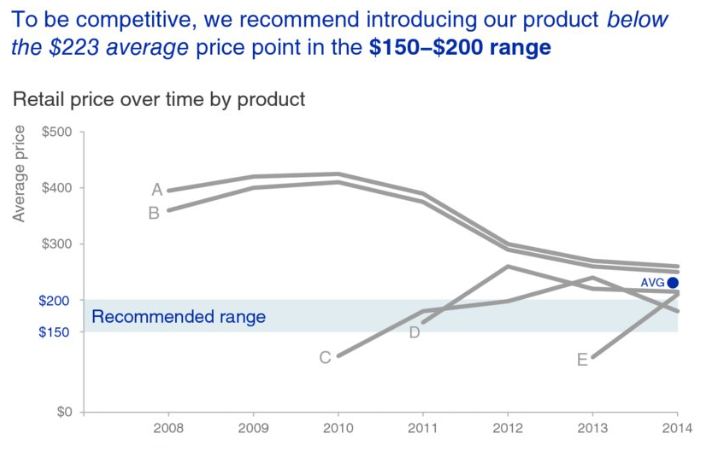 To be competitive, we recommend introducing our product below
the $223 average price point in the $150–$200 range
Retail price over time by product
Average price
$500
$400
$300
$200
$150
$0
A
B
C
D
E
AVG
Recommended range
2008
2009
2010
2011
2012
2013
2014